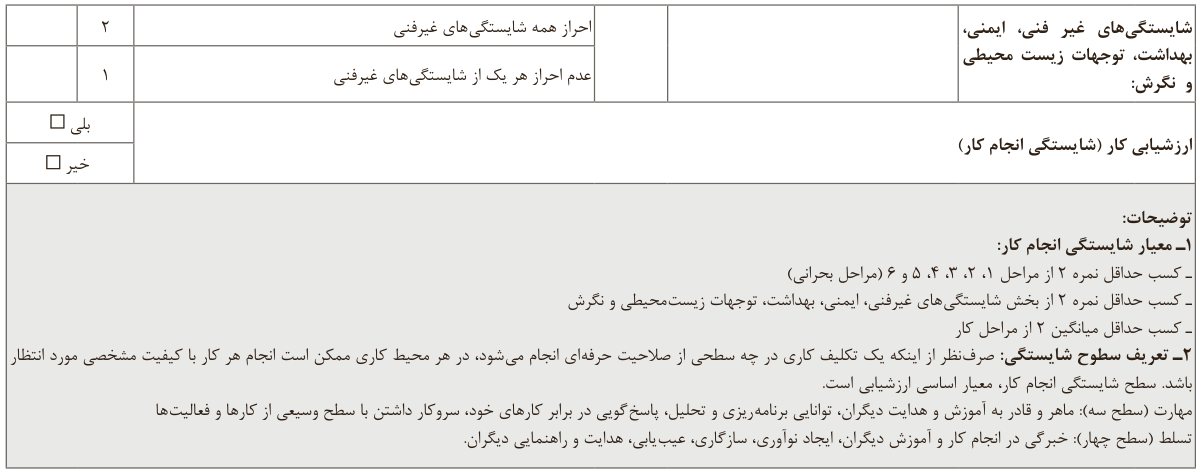 شایستگی‌های غیر فنی، ایمنی،
بهداشت، توجهات زیست محیطی
و نگرش:
احراز همه شایستگی‌های غیرفنی
۲
عدم احراز هر یک از شایستگی‌های غیرفنی
۱
ارزشیابی کار (شایستگی انجام کار)
بلی □
خیر □
توضیحات:
۱ـ معیار شایستگی انجام کار:
ـ کسب حداقل نمره ۲ از مراحل ۱، ۲، ۳، ۴، ۵ و ۶ (مراحل بحرانی)
ـ کسب حداقل نمره ۲ از بخش شایستگی‌های غیرفنی، ایمنی، بهداشت، توجهات زیست‌محیطی و نگرش
ـ کسب حداقل میانگین ۲ از مراحل کار
۲ـ تعریف سطوح شایستگی: صرف‌نظر از اینکه یک تکلیف کاری در چه سطحی از صلاحیت حرفه‌ای انجام می‌شود، در هر محیط کاری ممکن است انجام هر کار با کیفیت مشخصی مورد انتظار
باشد. سطح شایستگی انجام کار، معیار اساسی ارزشیابی است.
مهارت (سطح سه): ماهر و قادر به آموزش و هدایت دیگران، توانایی برنامه‌ریزی و تحلیل، پاسخ‌گویی در برابر کارهای خود، سروکار داشتن با سطح وسیعی از کارها و فعالیت‌ها
تسلط (سطح چهار): خبرگی در انجام کار و آموزش دیگران، ایجاد نوآوری، سازگاری، عیب‌یابی، هدایت و راهنمایی دیگران.